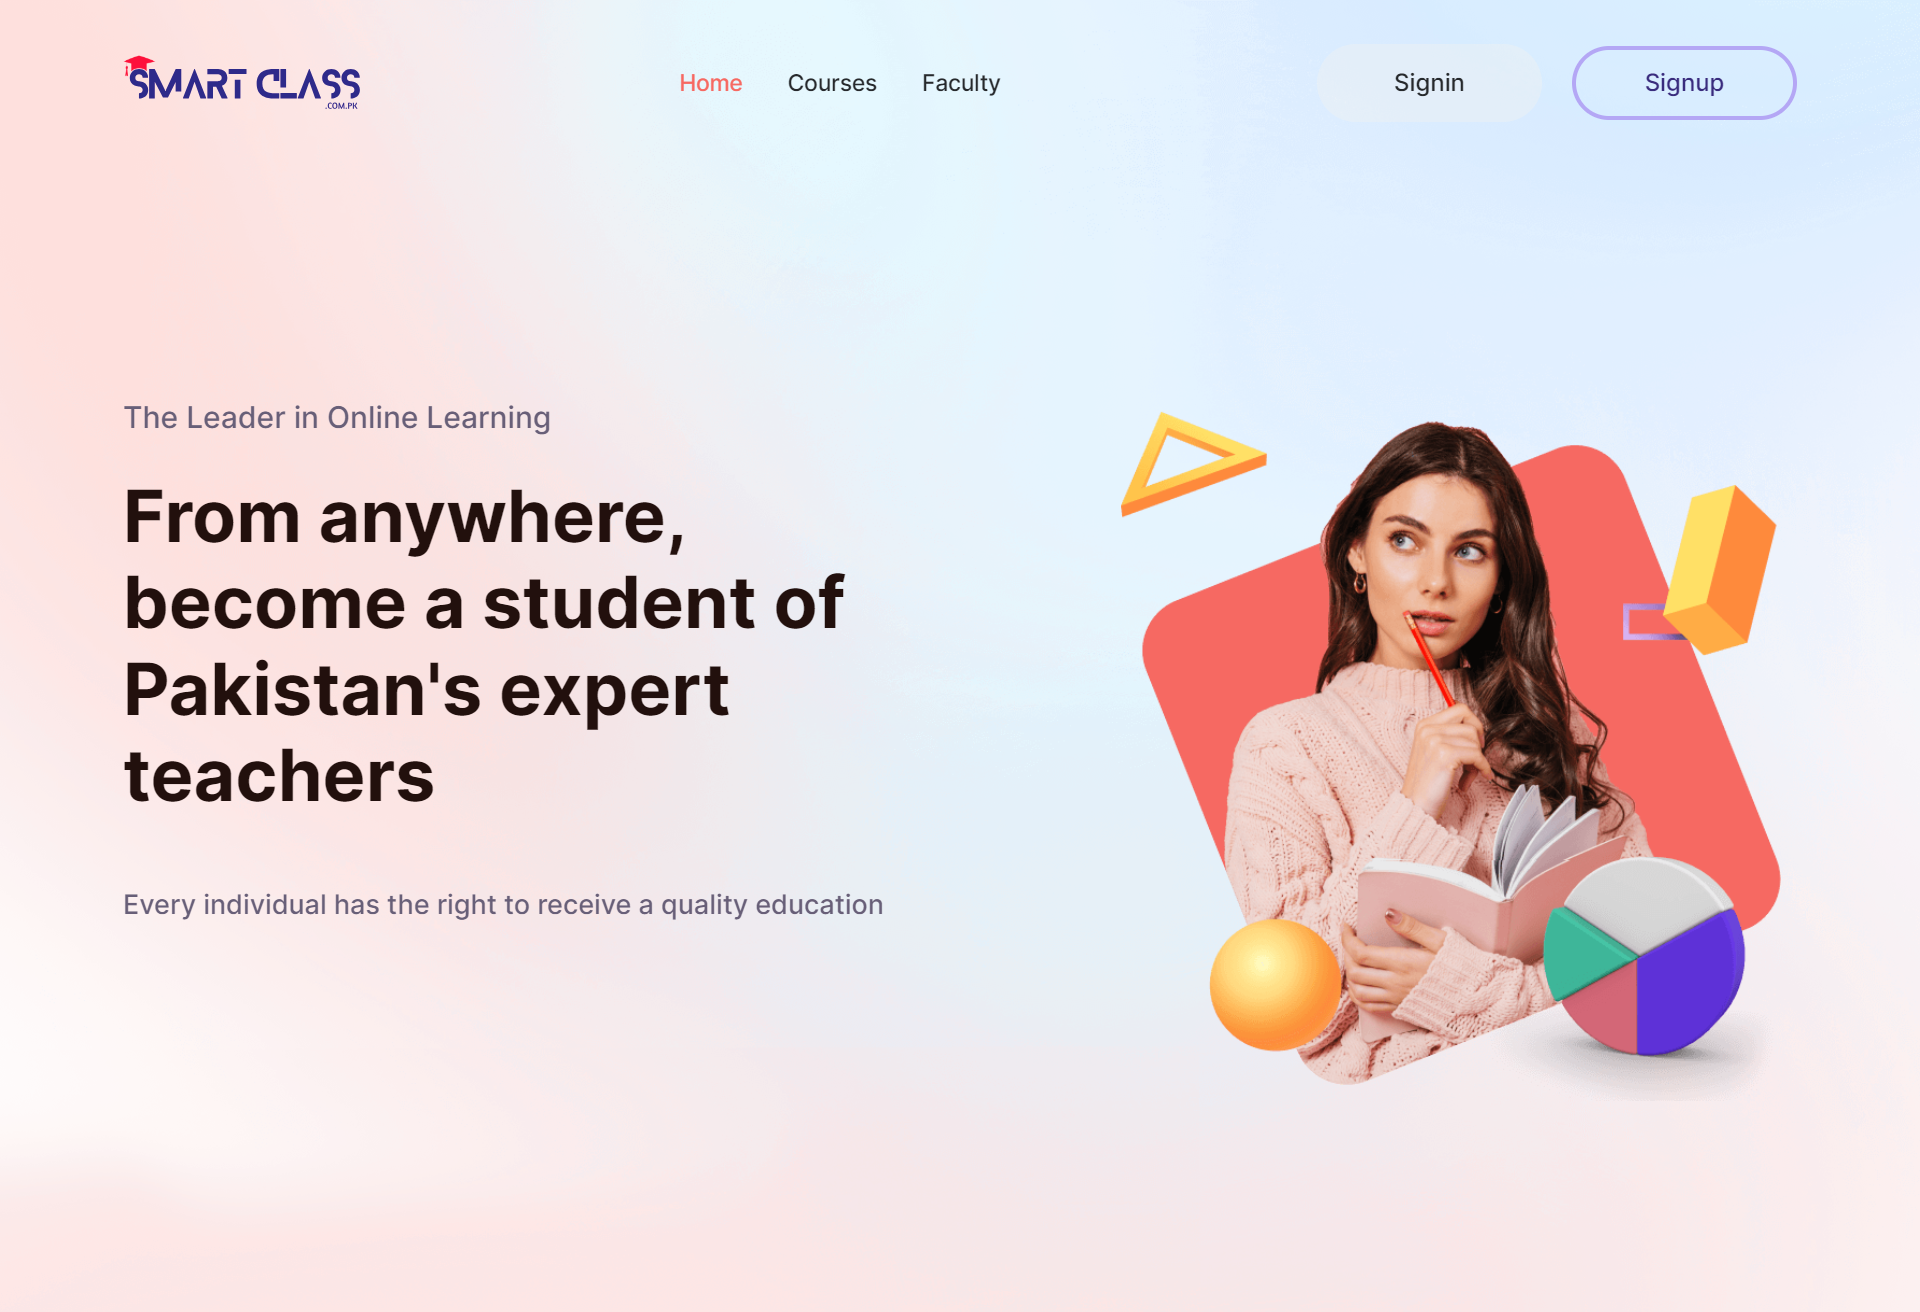 SMART CLASS
.COM.PK
Home
Courses
Faculty
Signin
Signup
The Leader in Online Learning
From anywhere,
become a student of
Pakistan's expert
teachers
Every individual has the right to receive a quality education